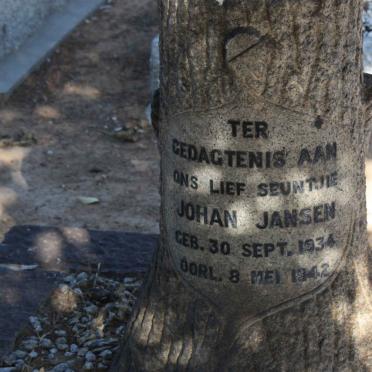 TER
GEDAGTENIS AAN
ONS LIEF SEUNTJIE
JOHAN JANSEN
GEB. 30 SEPT. 1934
OORL. 8 MEI 1942